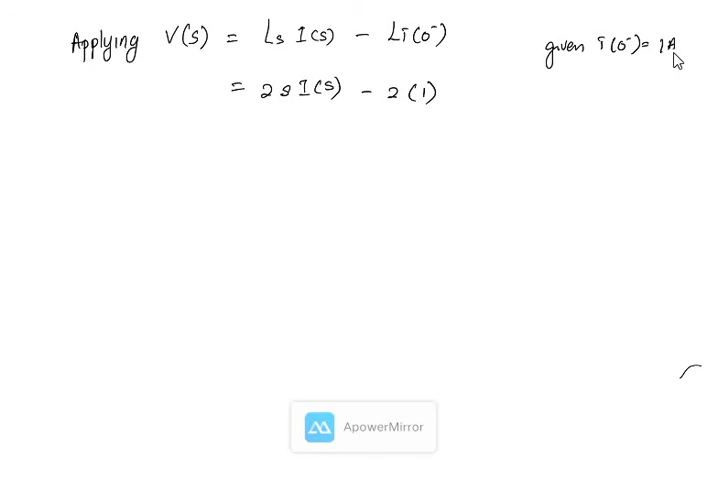 Applying V(s) = Ls I(s) - Li(0⁻)
given i(0⁻) = 1A
= 2s I(s) - 2(1)
ApowerMirror